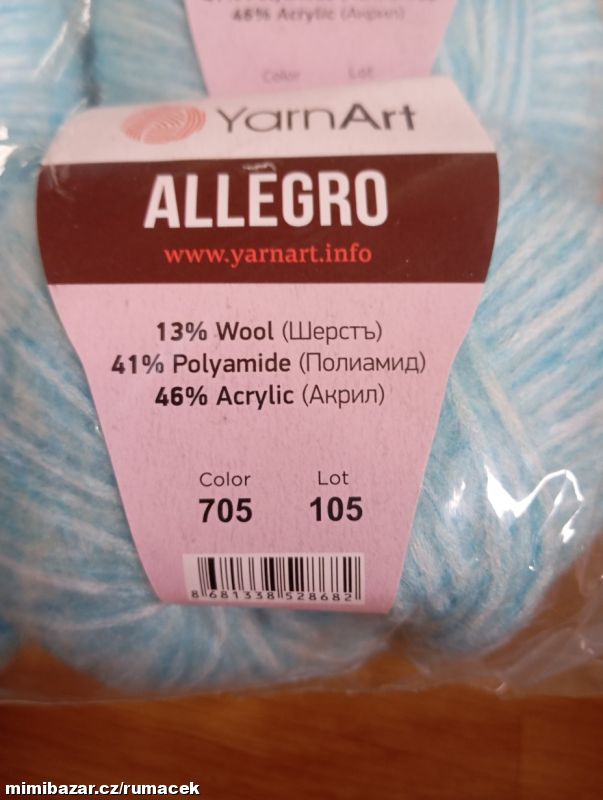 46% Acrylic (Акрил)
Color Lot
YarnArt
ALLEGRO
www.yarnart.info
13% Wool (Шерстъ)
41% Polyamide (Полиамид)
46% Acrylic (Акрил)
Color Lot
705 105
8 681338 528682
mimibazar.cz/rumacek